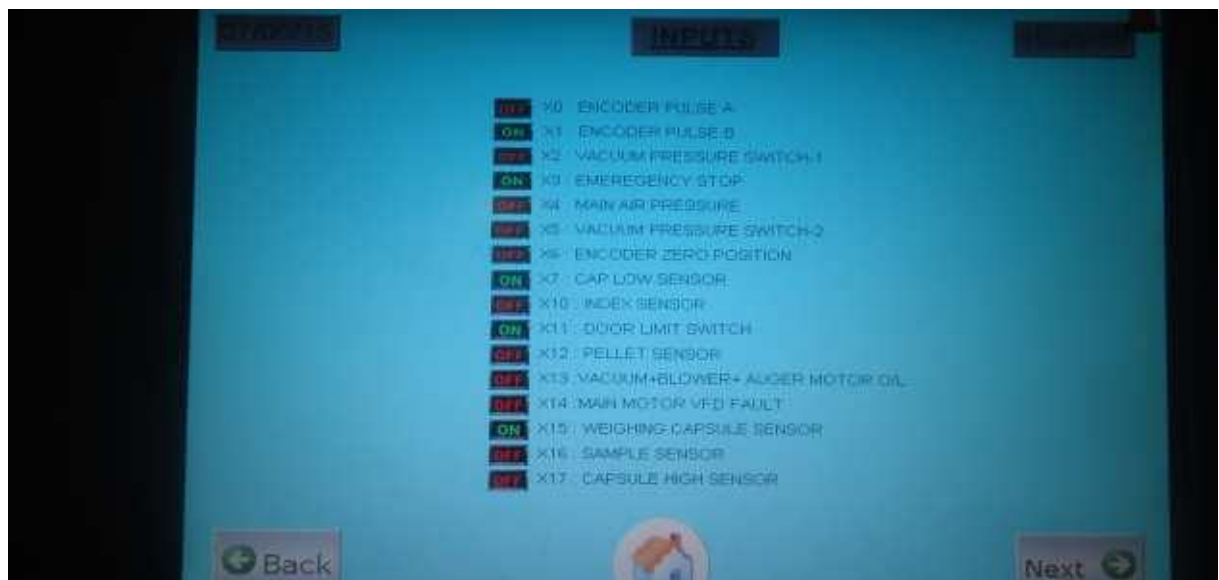 INPUTS
OFF X0 : ENCODER PULSE A
ON X1 : ENCODER PULSE B
OFF X2 : VACUUM PRESSURE SWITCH-1
ON X3 : EMEREGENCY STOP
OFF X4 : MAIN AIR PRESSURE
OFF X5 : VACUUM PRESSURE SWITCH-2
OFF X6 : ENCODER ZERO POSITION
ON X7 : CAP LOW SENSOR
OFF X10 : INDEX SENSOR
ON X11 : DOOR LIMIT SWITCH
OFF X12 : PELLET SENSOR
OFF X13 :VACUUM+BLOWER+ AUGER MOTOR O/L
OFF X14 :MAIN MOTOR VFD FAULT
ON X15 : WEIGHING CAPSULE SENSOR
OFF X16 : SAMPLE SENSOR
OFF X17 : CAPSULE HIGH SENSOR
Back Next